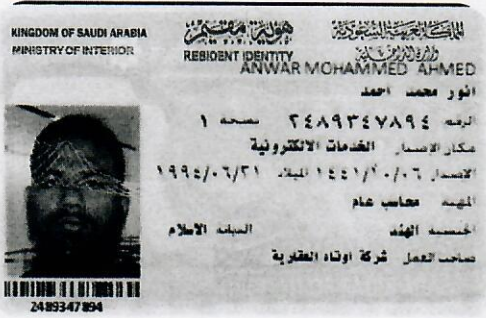 KINGDOM OF SAUDI ARABIA
MINISTRY OF INTERIOR
هوية مقيم
RESIDENT IDENTITY
المملكة العربية السعودية
وزارة الداخلية
ANWAR MOHAMMED AHMED
انور محمد احمد
الرقم ٢٤٨٩٣٤٧٨٩٤ نسخة ١
مكان الإصدار الخدمات الالكترونية
الاصدار ١٤٤١/١٠/٠٦ الميلاد ١٩٩٤/٠٦/٢١
المهنة محاسب عام
الجنسية الهند الديانة الاسلام
صاحب العمل شركة اوتاد العقارية
2489347894